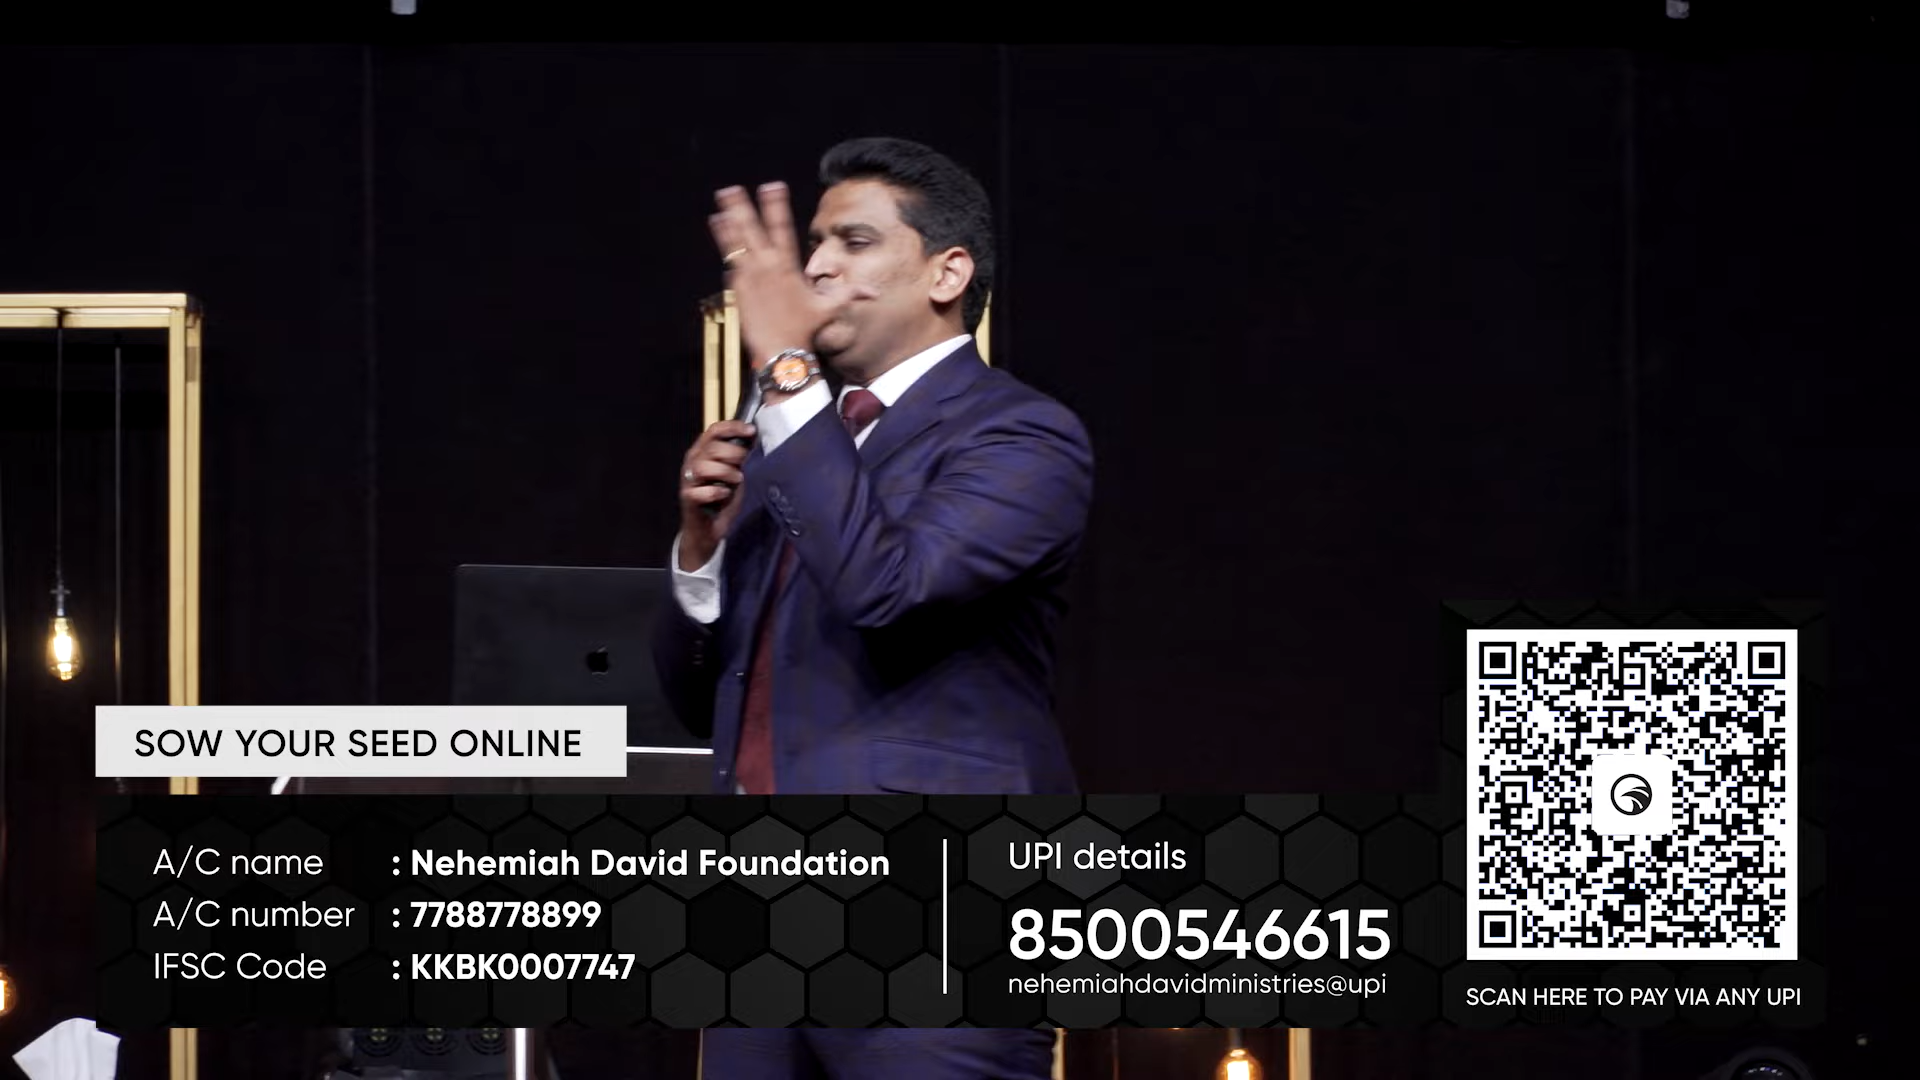 SOW YOUR SEED ONLINE
A/C name : Nehemiah David Foundation
A/C number : 7788778899
IFSC Code : KKBK0007747
UPI details
8500546615
nehemiahdavidministries@upi
SCAN HERE TO PAY VIA ANY UPI